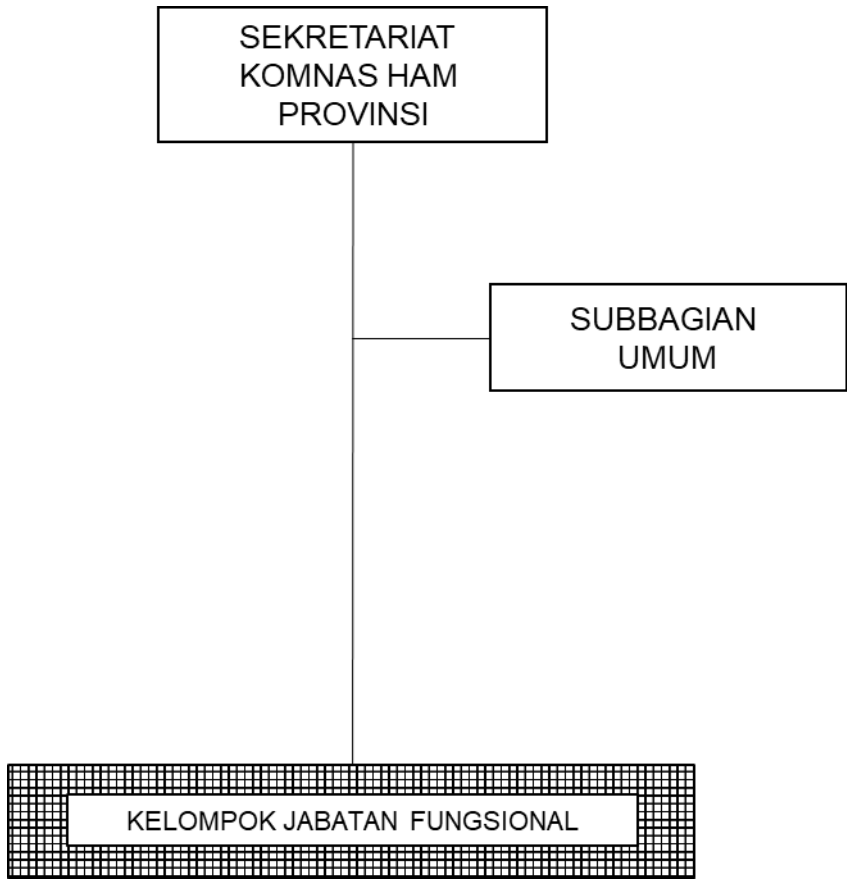 SEKRETARIAT
KOMNAS HAM
PROVINSI
SUBBAGIAN
UMUM
KELOMPOK JABATAN FUNGSIONAL